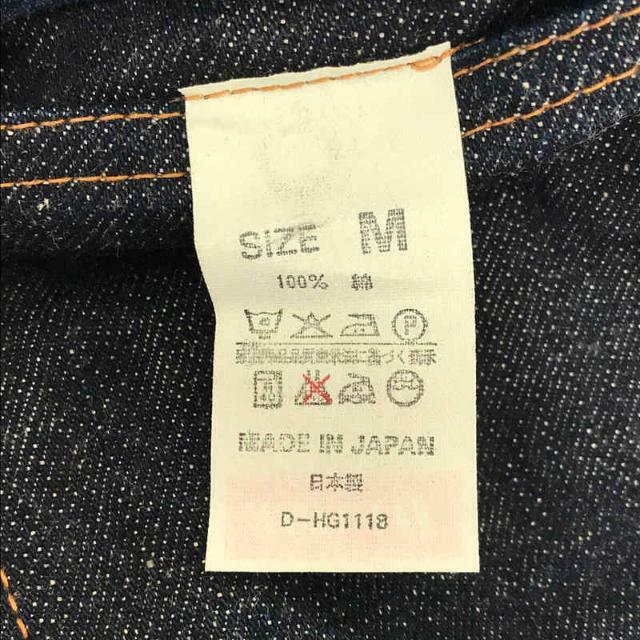 SIZE M
100% 綿
P
MADE IN JAPAN
日本製
D-HG1118